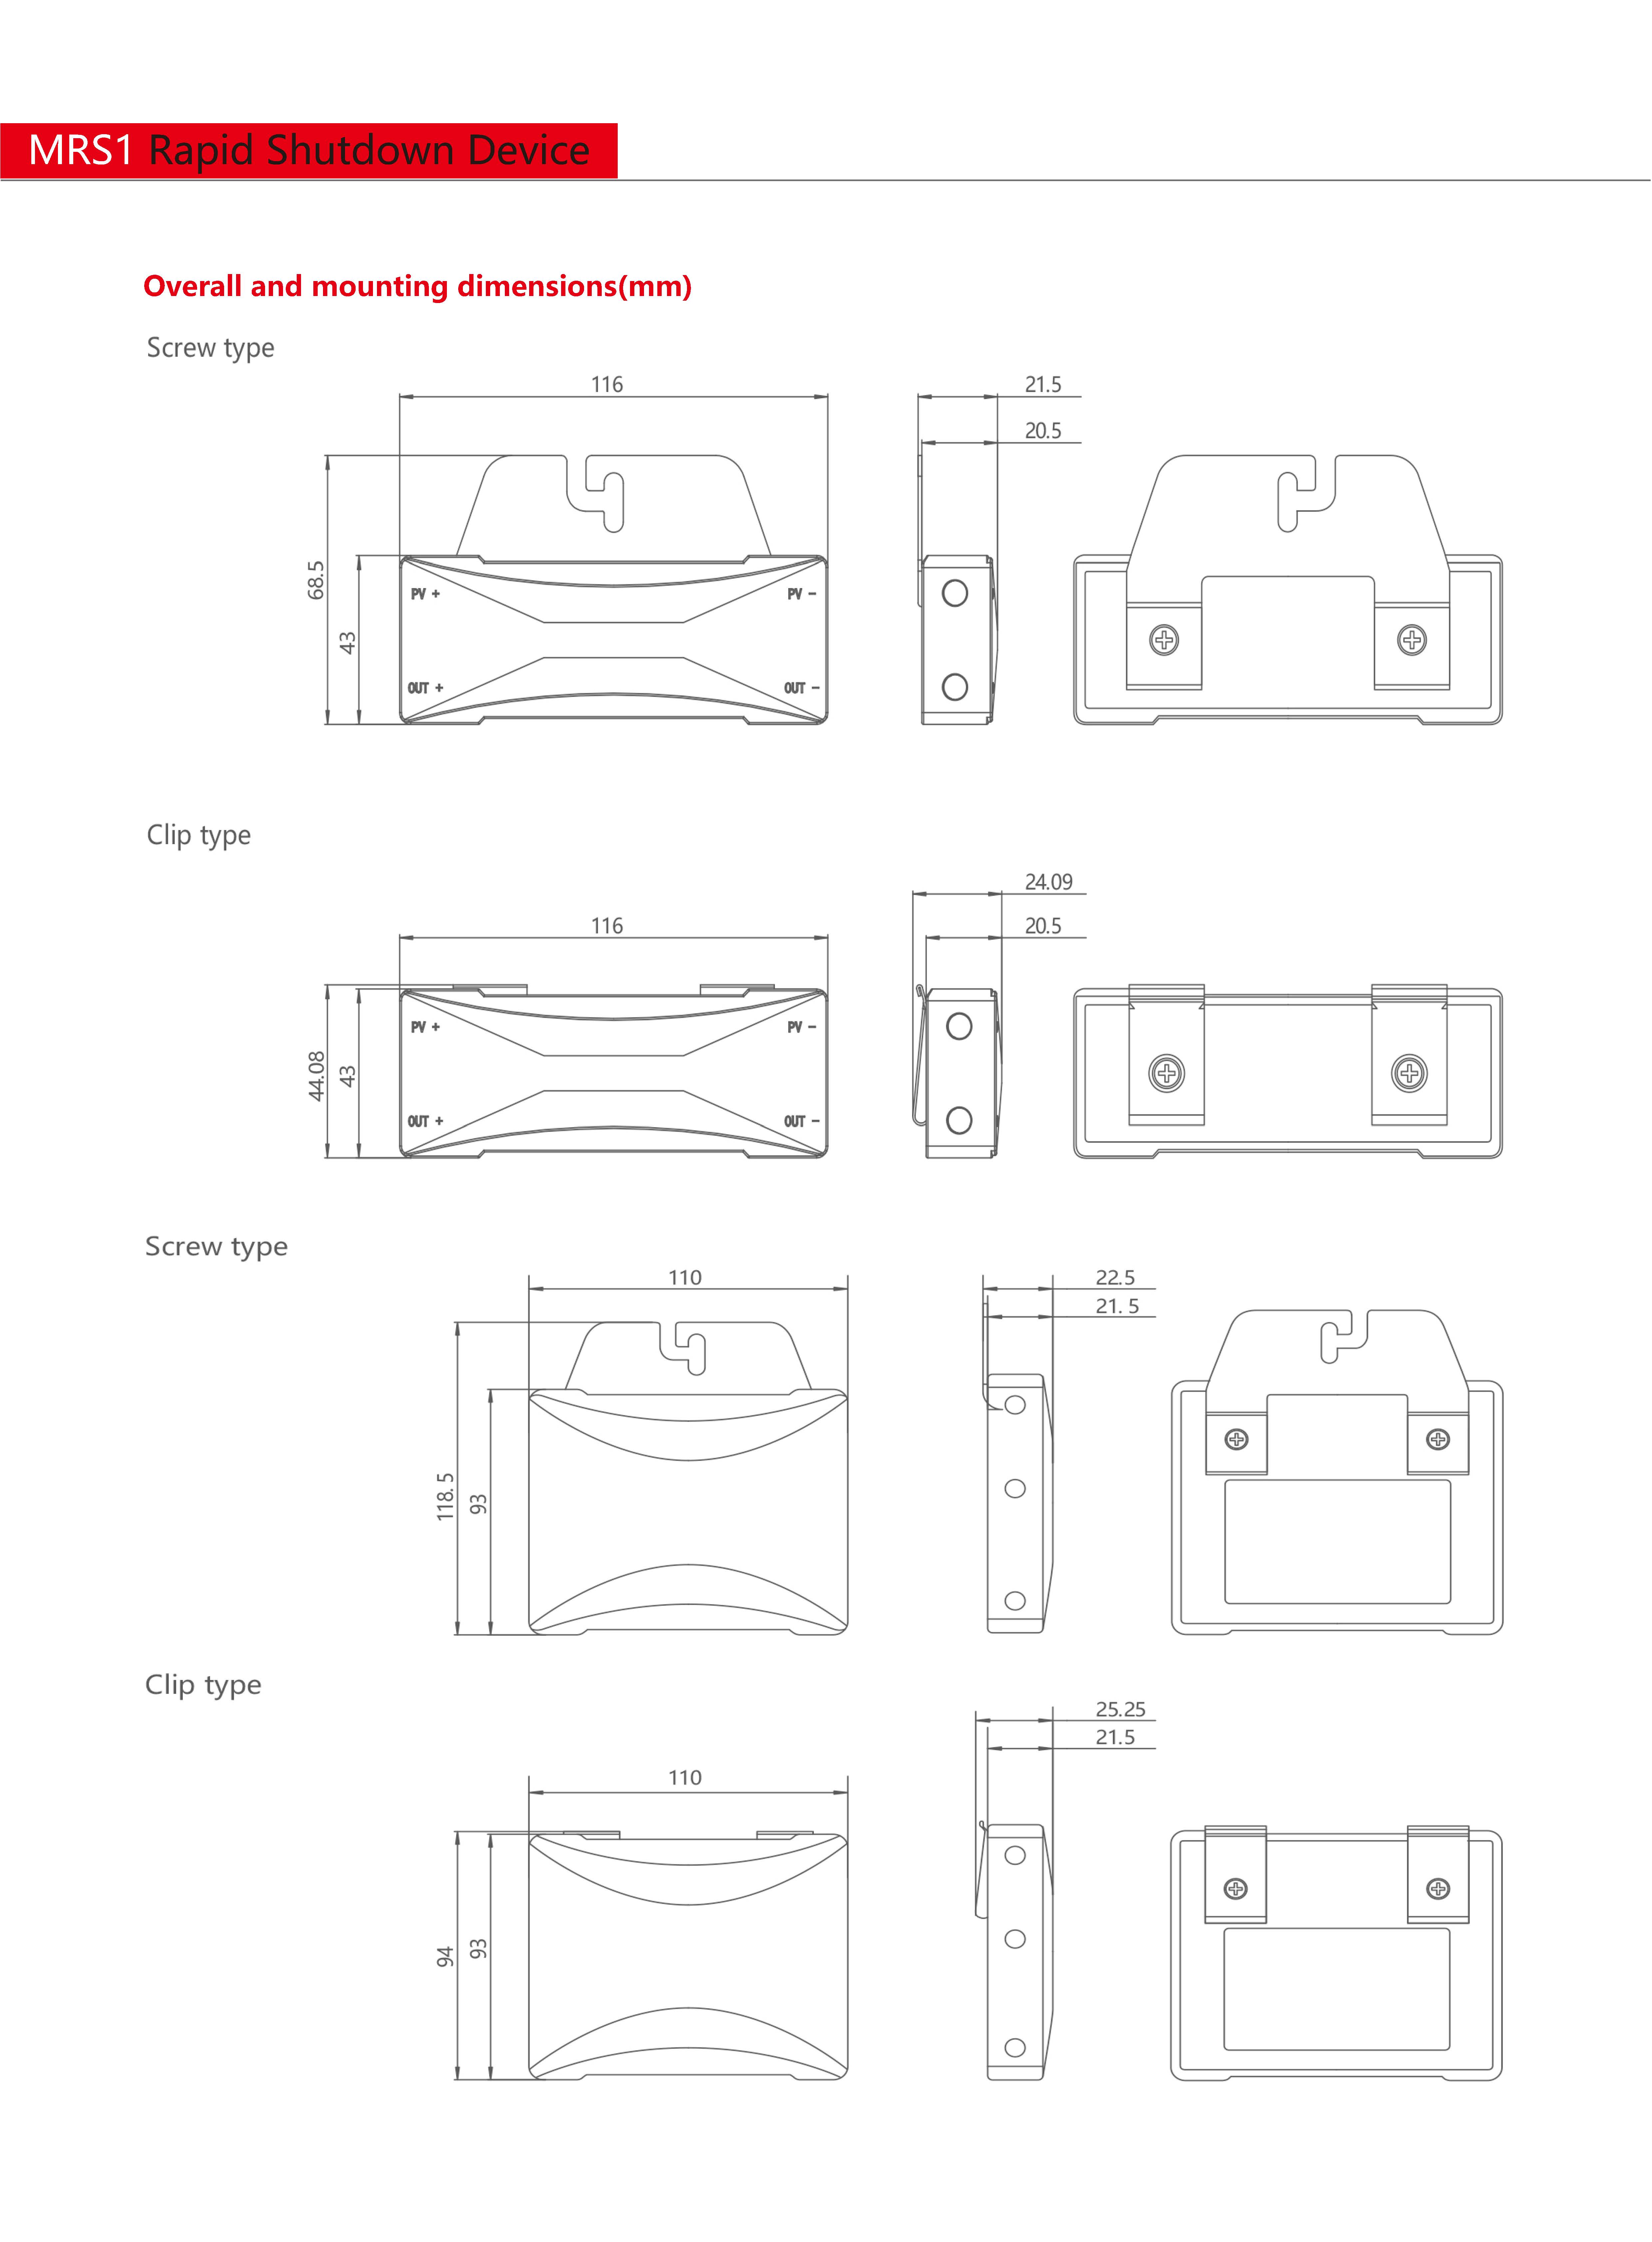 MRS1 Rapid Shutdown Device
Overall and mounting dimensions(mm)
Screw type
116
21.5
20.5
68.5
43
PV +
PV −
OUT +
OUT −
Clip type
24.09
116
20.5
44.08
43
PV +
PV −
OUT +
OUT −
Screw type
110
22.5
21. 5
118. 5
93
Clip type
25.25
21.5
110
94
93